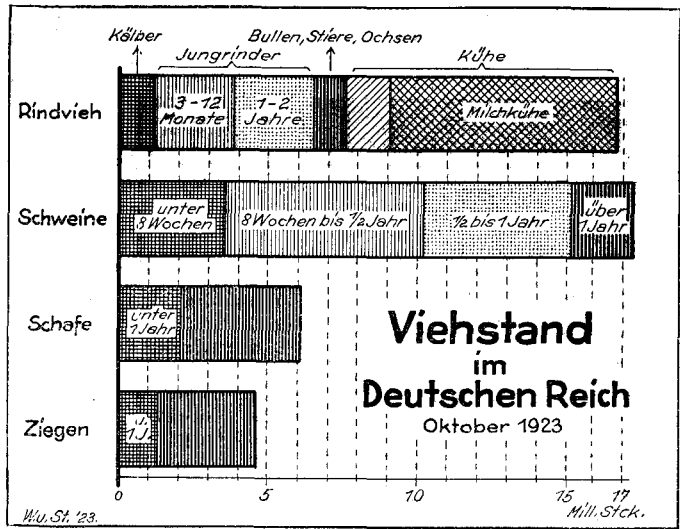 Kälber
Bullen, Stiere, Ochsen
Jungrinder
Kühe
Rindvieh
3-12 Monate
1-2 Jahre
Milchkühe
Schweine
unter 8 Wochen
8 Wochen bis 1/2 Jahr
1/2 bis 1 Jahr
über 1 Jahr
Schafe
unter 1 Jahr
Ziegen
u. 1 J.
Viehstand
im
Deutschen Reich
Oktober 1923
0 5 10 15 17
Mill. Stck.
W.u. St. '23.